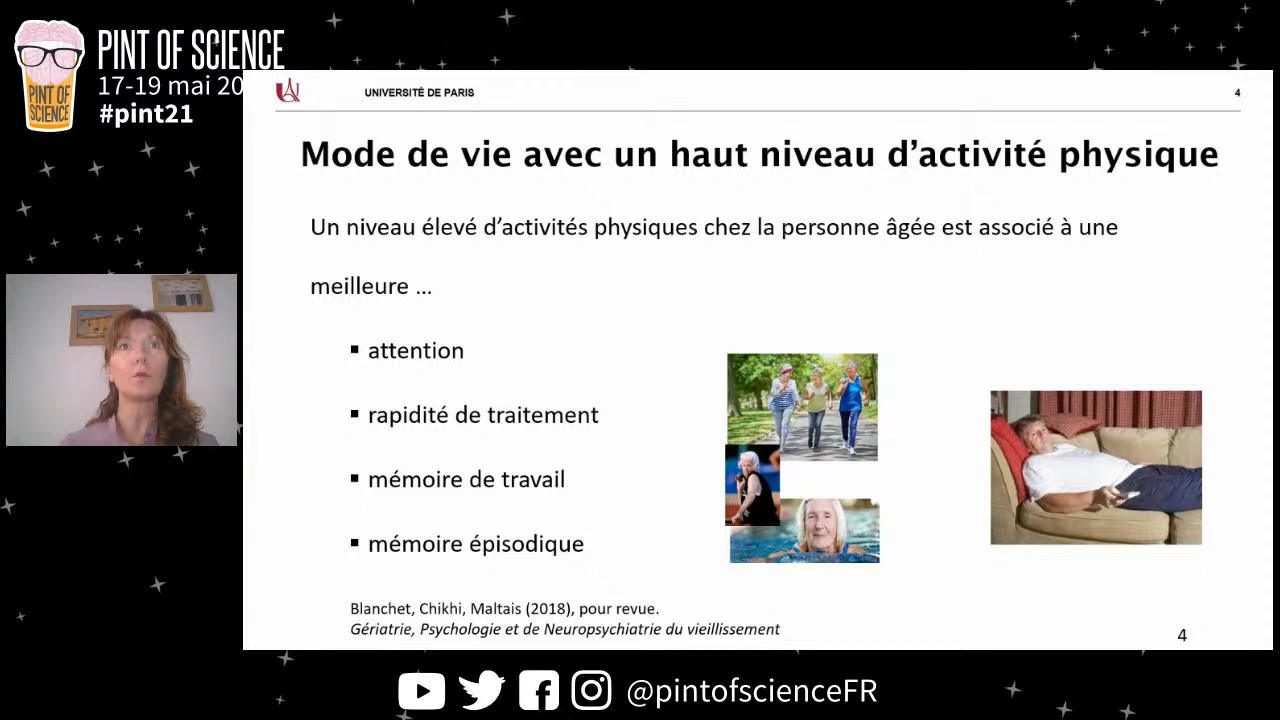 PINT OF SCIENCE
17-19 mai 20
#pint21
PINT OF
SCIENCE
UNIVERSITÉ DE PARIS
4
Mode de vie avec un haut niveau d’activité physique
Un niveau élevé d’activités physiques chez la personne âgée est associé à une
meilleure ...
▪ attention
▪ rapidité de traitement
▪ mémoire de travail
▪ mémoire épisodique
Blanchet, Chikhi, Maltais (2018), pour revue.
Gériatrie, Psychologie et de Neuropsychiatrie du vieillissement
4
@pintofscienceFR